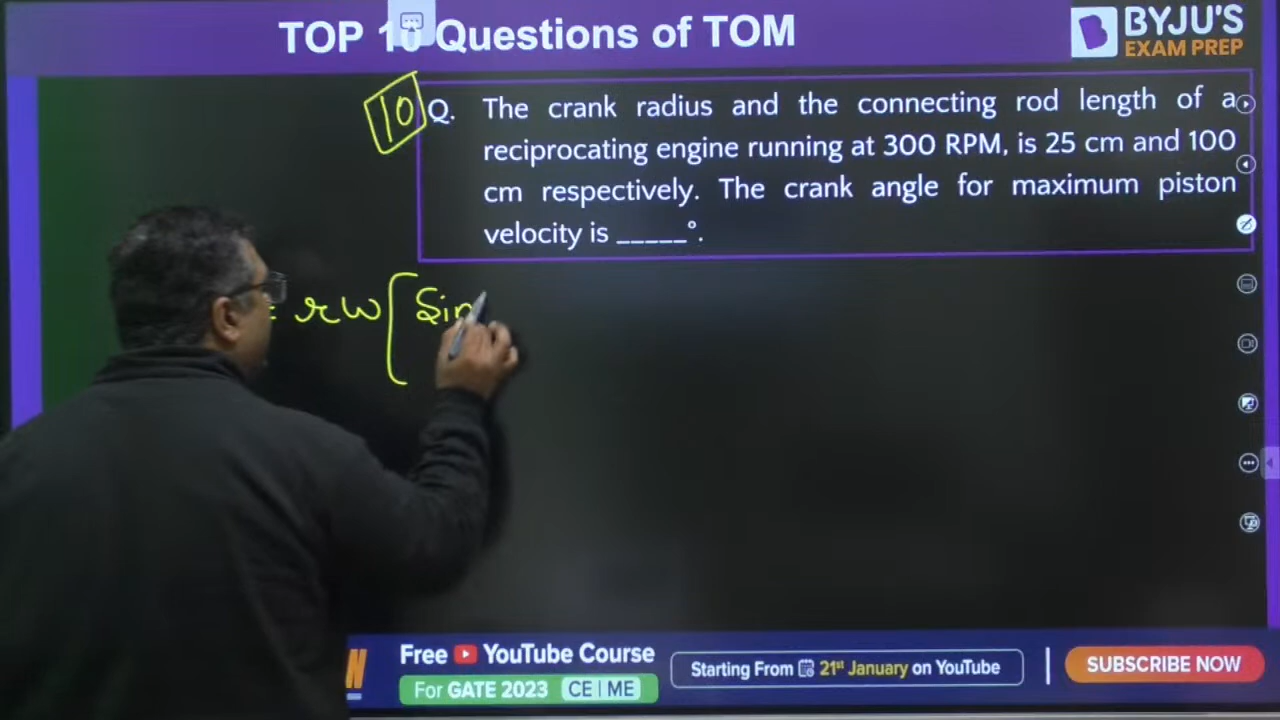 TOP 10 Questions of TOM
BYJU'S
EXAM PREP
10 Q. The crank radius and the connecting rod length of a
reciprocating engine running at 300 RPM, is 25 cm and 100
cm respectively. The crank angle for maximum piston
velocity is _____°.
= rω[ Sin
Free YouTube Course
For GATE 2023 CE | ME
Starting From 21st January on YouTube
SUBSCRIBE NOW